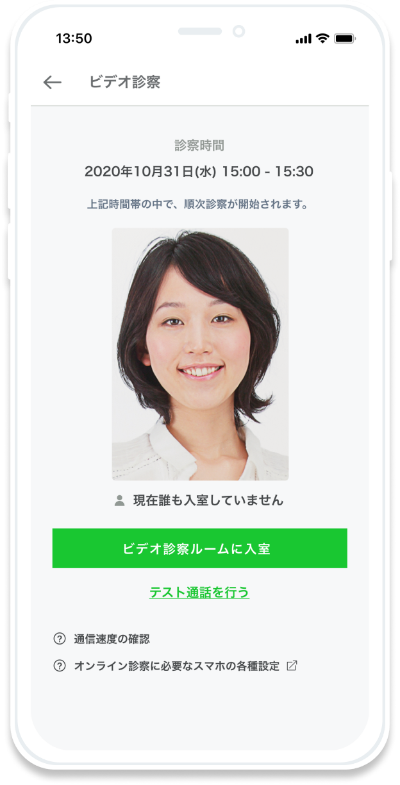 13:50
ビデオ診察
診察時間
2020年10月31日(水) 15:00 - 15:30
上記時間帯の中で、順次診察が開始されます。
現在誰も入室していません
ビデオ診察ルームに入室
テスト通話を行う
? 通信速度の確認
? オンライン診察に必要なスマホの各種設定